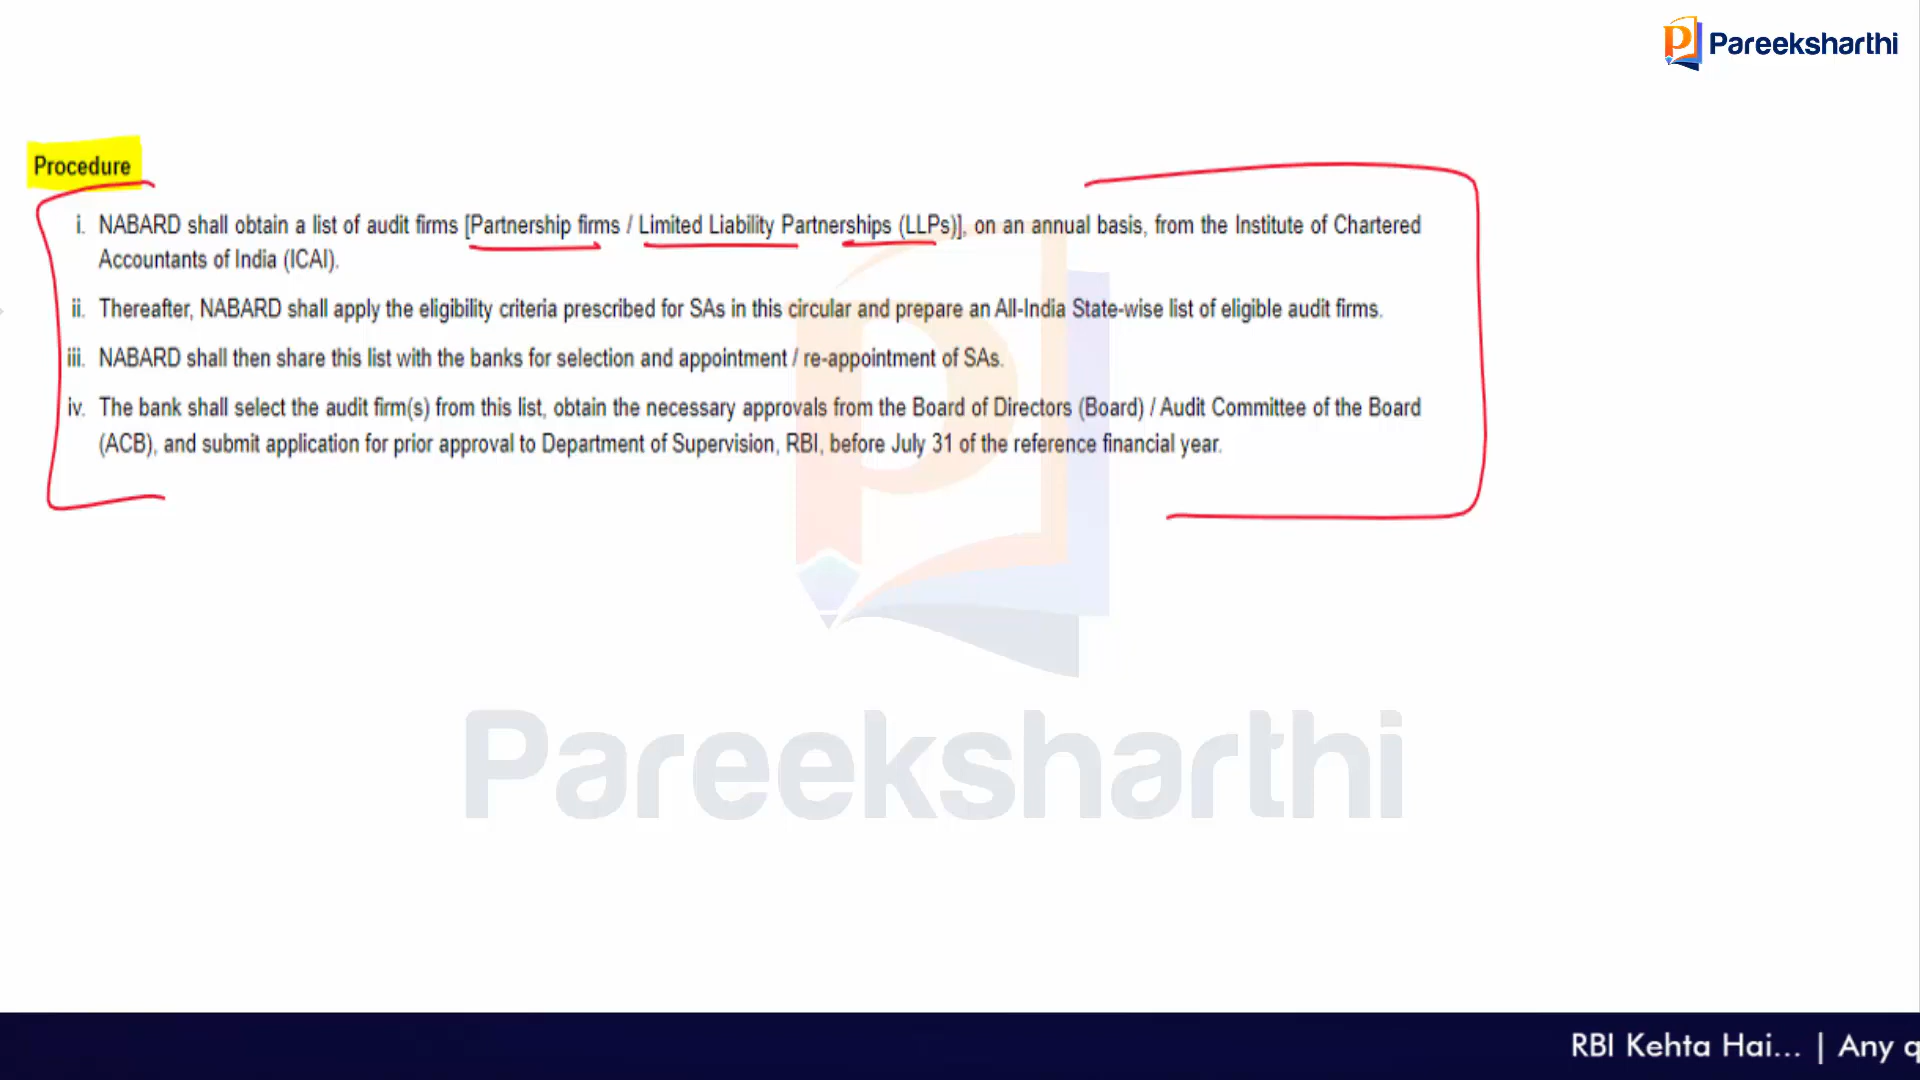 Pareeksharthi
Procedure
i. NABARD shall obtain a list of audit firms [Partnership firms / Limited Liability Partnerships (LLPs)], on an annual basis, from the Institute of Chartered
Accountants of India (ICAI).
ii. Thereafter, NABARD shall apply the eligibility criteria prescribed for SAs in this circular and prepare an All-India State-wise list of eligible audit firms.
iii. NABARD shall then share this list with the banks for selection and appointment / re-appointment of SAs.
iv. The bank shall select the audit firm(s) from this list, obtain the necessary approvals from the Board of Directors (Board) / Audit Committee of the Board
(ACB), and submit application for prior approval to Department of Supervision, RBI, before July 31 of the reference financial year.
Pareeksharthi
RBI Kehta Hai... | Any